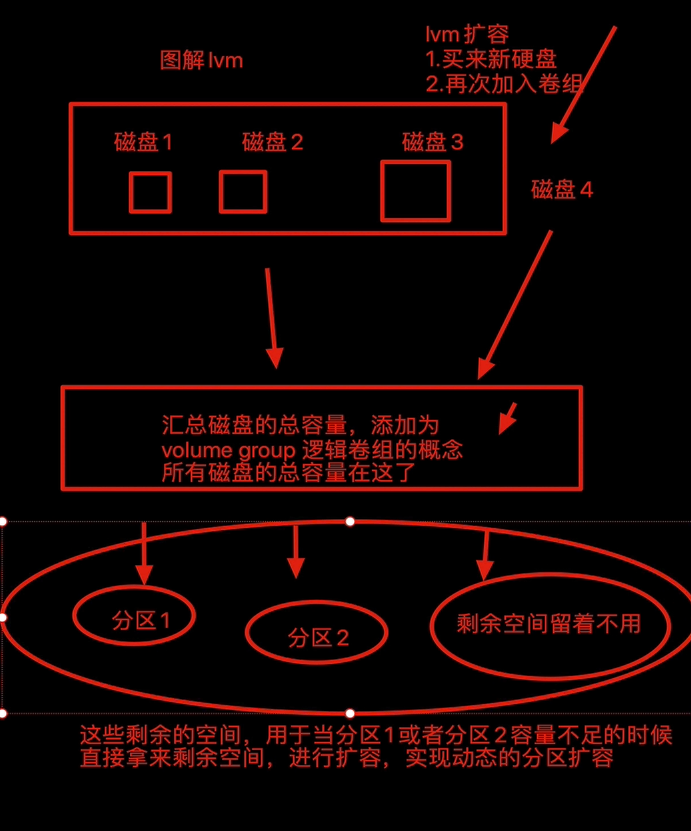 图解lvm
lvm扩容
1.买来新硬盘
2.再次加入卷组
磁盘1
磁盘2
磁盘3
磁盘4
汇总磁盘的总容量，添加为
volume group 逻辑卷组的概念
所有磁盘的总容量在这了
分区1
分区2
剩余空间留着不用
这些剩余的空间，用于当分区1或者分区2容量不足的时候
直接拿来剩余空间，进行扩容，实现动态的分区扩容